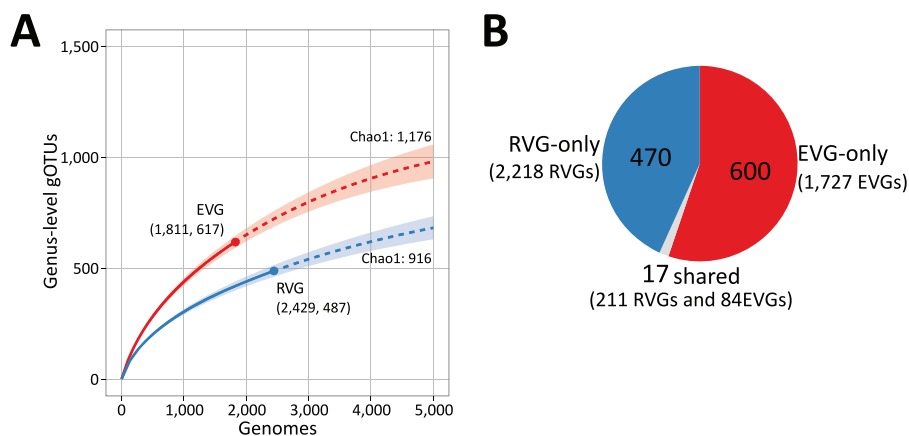 A
Genus-level gOTUs
1,500
1,000
500
0
Chao1: 1,176
EVG
(1,811, 617)
Chao1: 916
RVG
(2,429, 487)
0
1,000
2,000
3,000
4,000
5,000
Genomes
B
RVG-only
(2,218 RVGs)
470
600
EVG-only
(1,727 EVGs)
17 shared
(211 RVGs and 84EVGs)